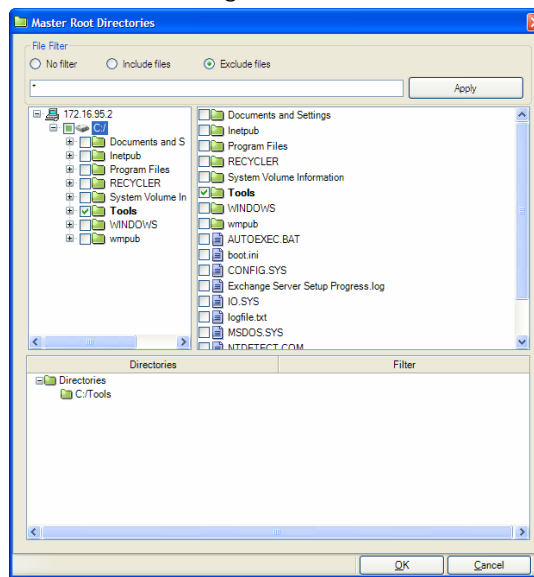 Master Root Directories
File Filter
No filter Include files Exclude files
* Apply
172.16.95.2
C:/
Documents and S
Inetpub
Program Files
RECYCLER
System Volume In
Tools
WINDOWS
wmpub
Documents and Settings
Inetpub
Program Files
RECYCLER
System Volume Information
Tools
WINDOWS
wmpub
AUTOEXEC.BAT
boot.ini
CONFIG.SYS
Exchange Server Setup Progress.log
IO.SYS
logfile.txt
MSDOS.SYS
NTDETECT.COM
Directories Filter
Directories
C:/Tools
OK Cancel